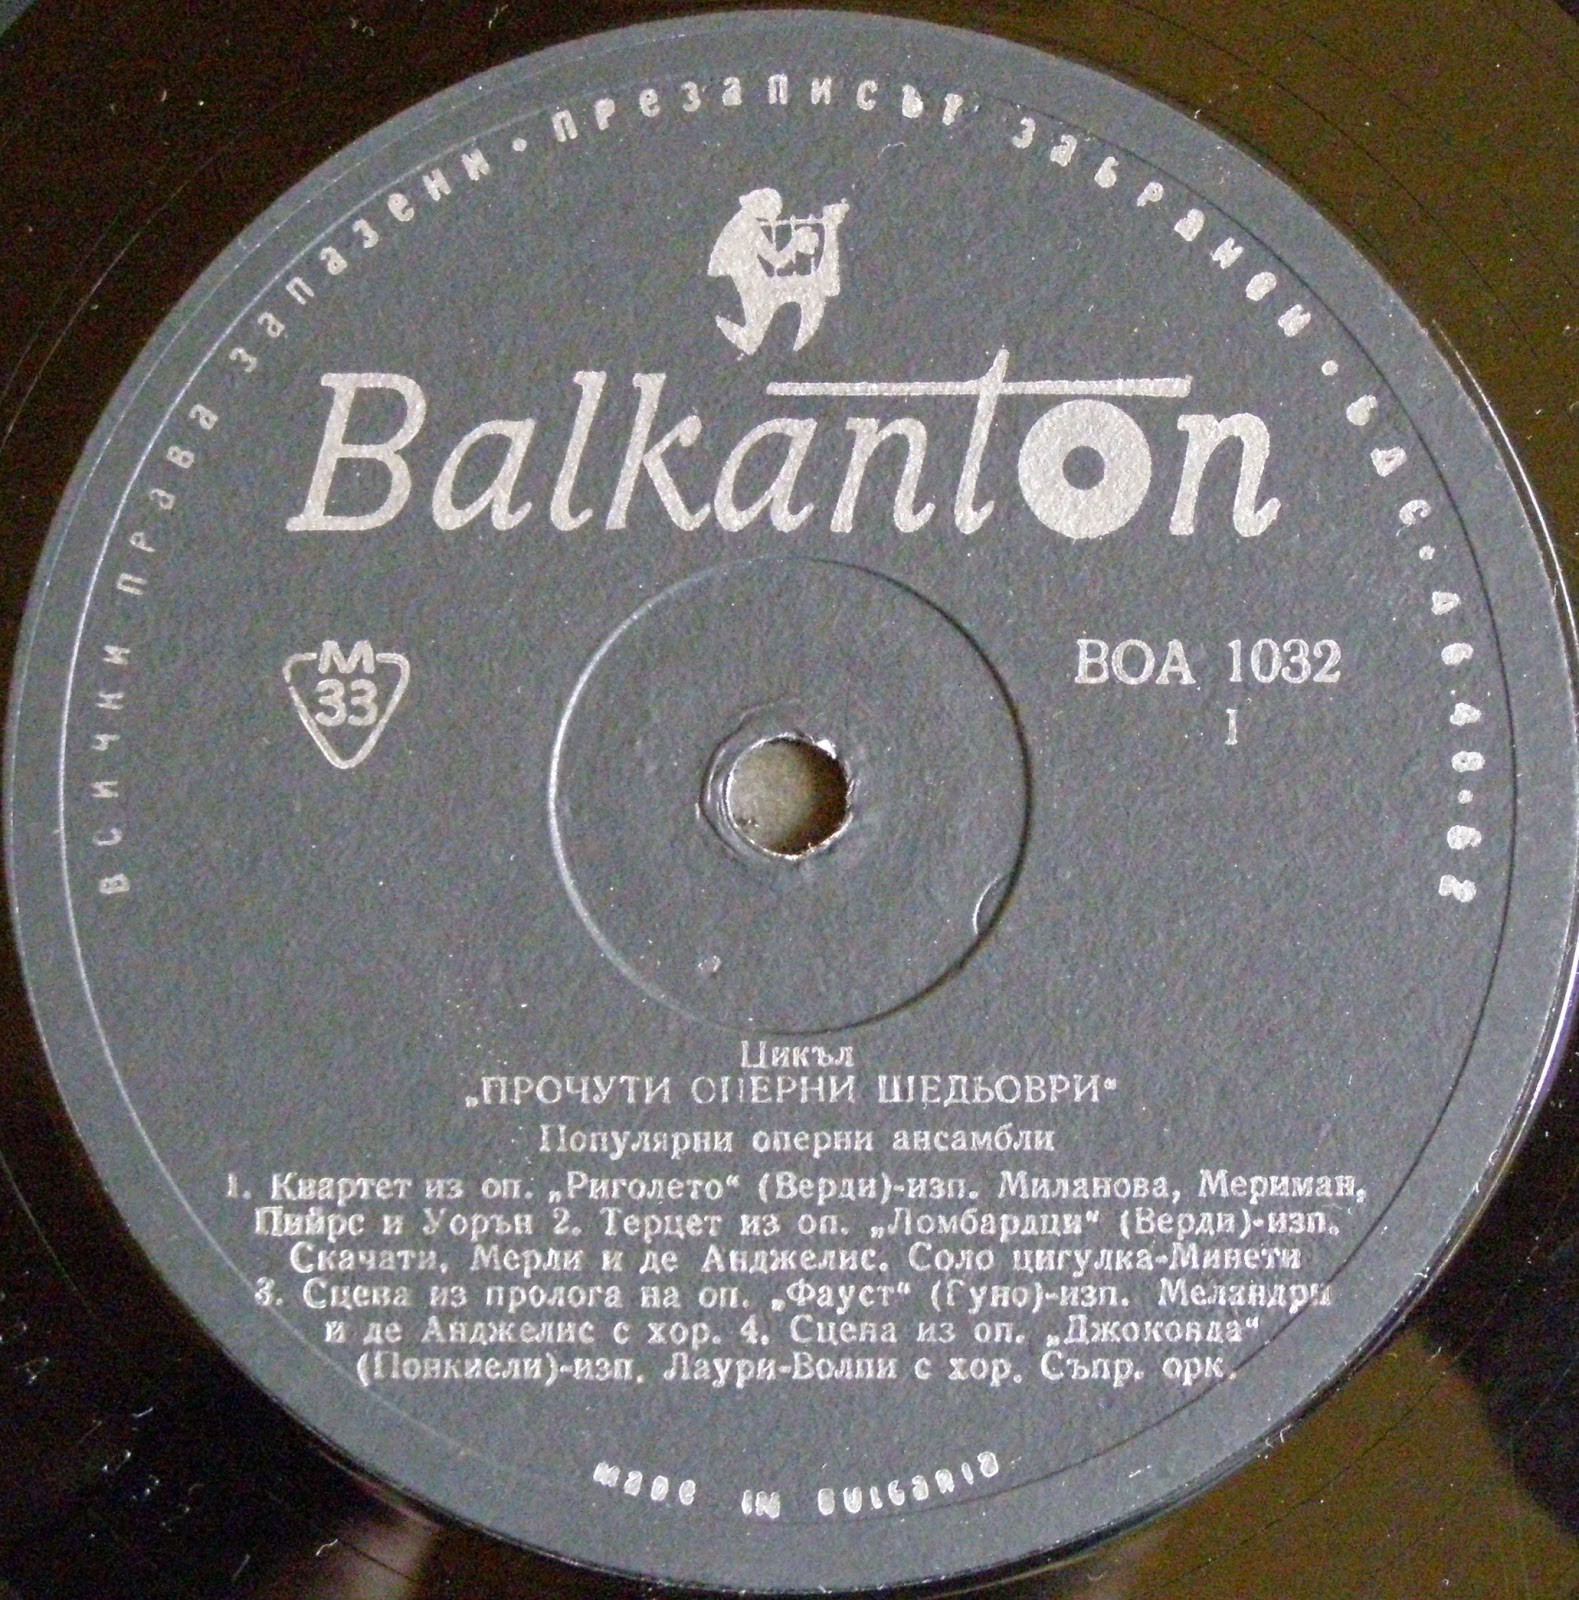 ВСИЧКИ ПРАВА ЗАПАЗЕНИ · ПРЕЗАПИСЪТ ЗАБРАНЕН · БДС·
Balkanton
М
33
ВОА 1032
I
Цикъл
„ПРОЧУТИ ОПЕРНИ ШЕДЬОВРИ“
Популярни оперни ансамбли
1. Квартет из оп. „Риголето“ (Верди)-изп. Миланова, Мериман,
Пийрс и Уорън 2. Терцет из оп. „Ломбардци“ (Верди)-изп.
Скачати, Мерли и де Анджелис. Соло цигулка-Минети
3. Сцена из пролога на оп. „Фауст“ (Гуно)-изп. Меландри
и де Анджелис с хор. 4. Сцена из оп. „Джоконда“
(Понкиели)-изп. Лаури-Волпи с хор. Съпр. орк.
MADE IN BULGARIA